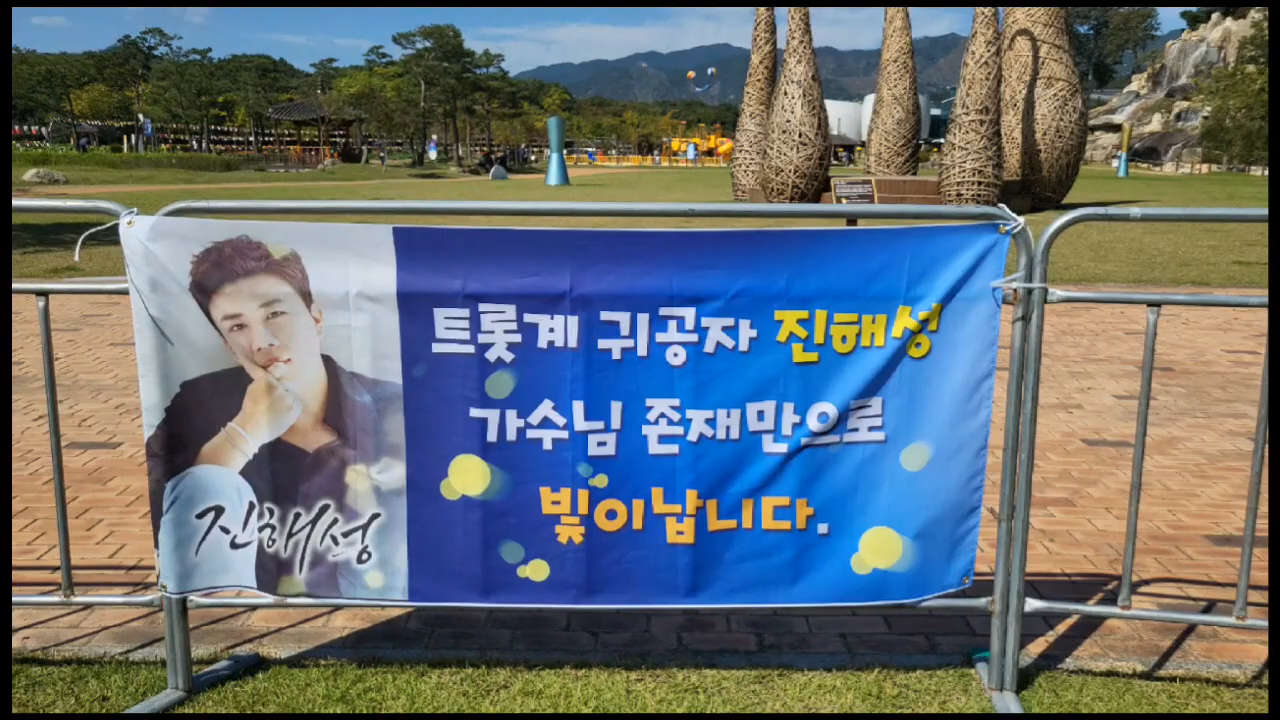 트롯계 귀공자 진해성
가수님 존재만으로
빛이납니다.
진해성